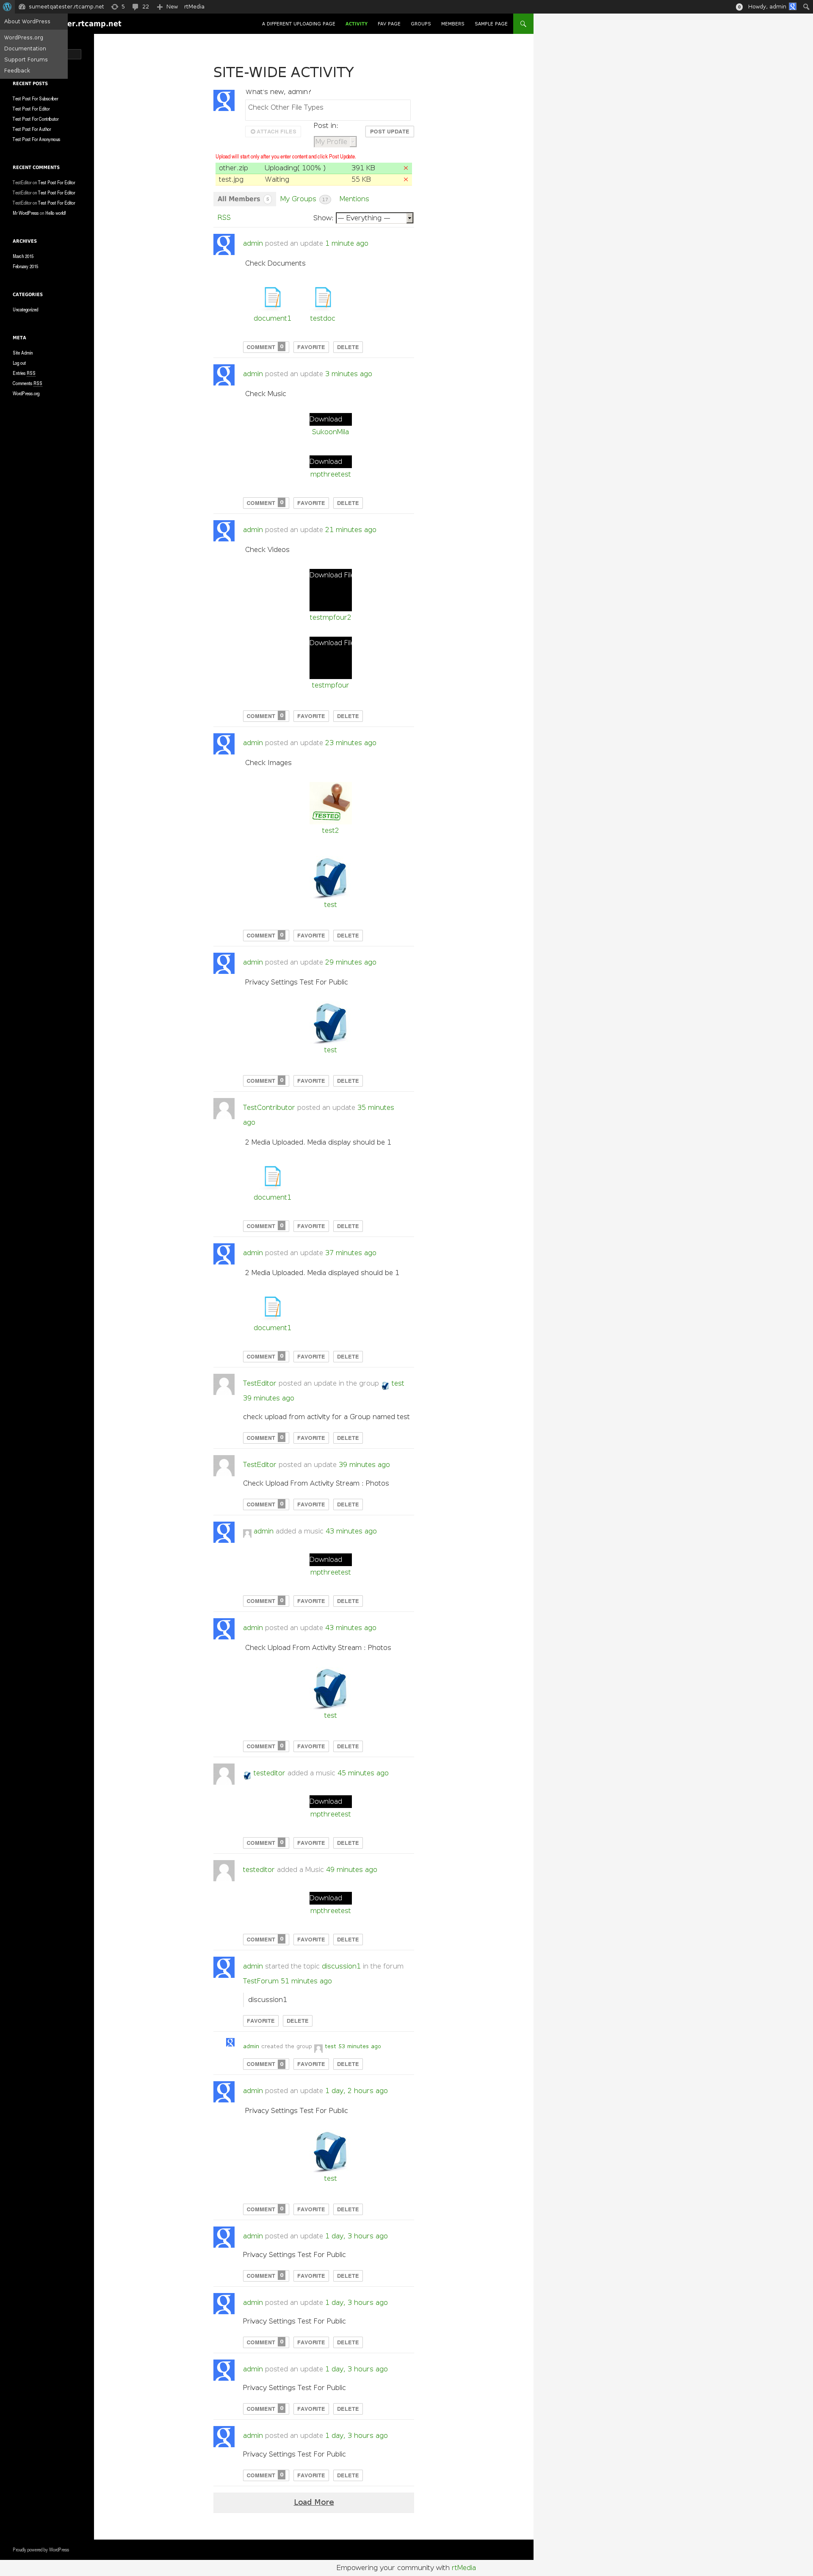 sumeetqatester.rtcamp.net 5 22 New rtMedia 0 Howdy, admin
About WordPress
WordPress.org
Documentation
Support Forums
Feedback
er.rtcamp.net
A DIFFERENT UPLOADING PAGE ACTIVITY FAV PAGE GROUPS MEMBERS SAMPLE PAGE
RECENT POSTS
Test Post For Subscriber
Test Post For Editor
Test Post For Contributor
Test Post For Author
Test Post For Anonymous
RECENT COMMENTS
TestEditor on Test Post For Editor
TestEditor on Test Post For Editor
TestEditor on Test Post For Editor
Mr WordPress on Hello world!
ARCHIVES
March 2015
February 2015
CATEGORIES
Uncategorized
META
Site Admin
Log out
Entries RSS
Comments RSS
WordPress.org
SITE-WIDE ACTIVITY
What's new, admin?
Check Other File Types
ATTACH FILES
Post in:
My Profile
POST UPDATE
Upload will start only after you enter content and click Post Update.
other.zip Uploading( 100% ) 391 KB ×
test.jpg Waiting 55 KB ×
All Members 3 My Groups 17 Mentions
RSS
Show: — Everything —
admin posted an update 1 minute ago
Check Documents
document1 testdoc
COMMENT 0 FAVORITE DELETE
admin posted an update 3 minutes ago
Check Music
Download
SukoonMila
Download
mpthreetest
COMMENT 0 FAVORITE DELETE
admin posted an update 21 minutes ago
Check Videos
Download File
testmpfour2
Download File
testmpfour
COMMENT 0 FAVORITE DELETE
admin posted an update 23 minutes ago
Check Images
TESTED
test2
test
COMMENT 0 FAVORITE DELETE
admin posted an update 29 minutes ago
Privacy Settings Test For Public
test
COMMENT 0 FAVORITE DELETE
TestContributor posted an update 35 minutes
ago
2 Media Uploaded. Media display should be 1
document1
COMMENT 0 FAVORITE DELETE
admin posted an update 37 minutes ago
2 Media Uploaded. Media displayed should be 1
document1
COMMENT 0 FAVORITE DELETE
TestEditor posted an update in the group test
39 minutes ago
check upload from activity for a Group named test
COMMENT 0 FAVORITE DELETE
TestEditor posted an update 39 minutes ago
Check Upload From Activity Stream : Photos
COMMENT 0 FAVORITE DELETE
admin added a music 43 minutes ago
Download
mpthreetest
COMMENT 0 FAVORITE DELETE
admin posted an update 43 minutes ago
Check Upload From Activity Stream : Photos
test
COMMENT 0 FAVORITE DELETE
testeditor added a music 45 minutes ago
Download
mpthreetest
COMMENT 0 FAVORITE DELETE
testeditor added a Music 49 minutes ago
Download
mpthreetest
COMMENT 0 FAVORITE DELETE
admin started the topic discussion1 in the forum
TestForum 51 minutes ago
discussion1
FAVORITE DELETE
admin created the group test 53 minutes ago
COMMENT 0 FAVORITE DELETE
admin posted an update 1 day, 2 hours ago
Privacy Settings Test For Public
test
COMMENT 0 FAVORITE DELETE
admin posted an update 1 day, 3 hours ago
Privacy Settings Test For Public
COMMENT 0 FAVORITE DELETE
admin posted an update 1 day, 3 hours ago
Privacy Settings Test For Public
COMMENT 0 FAVORITE DELETE
admin posted an update 1 day, 3 hours ago
Privacy Settings Test For Public
COMMENT 0 FAVORITE DELETE
admin posted an update 1 day, 3 hours ago
Privacy Settings Test For Public
COMMENT 0 FAVORITE DELETE
Load More
Proudly powered by WordPress
Empowering your community with rtMedia